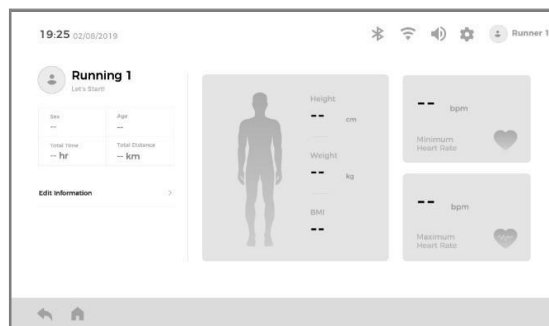 19:25 02/08/2019
Runner 1
Running 1
Let's Start!
Sex
--
Age
--
Total Time
-- hr
Total Distance
-- km
Edit Information >
Height
-- cm
Weight
-- kg
BMI
--
-- bpm
Minimum
Heart Rate
-- bpm
Maximum
Heart Rate